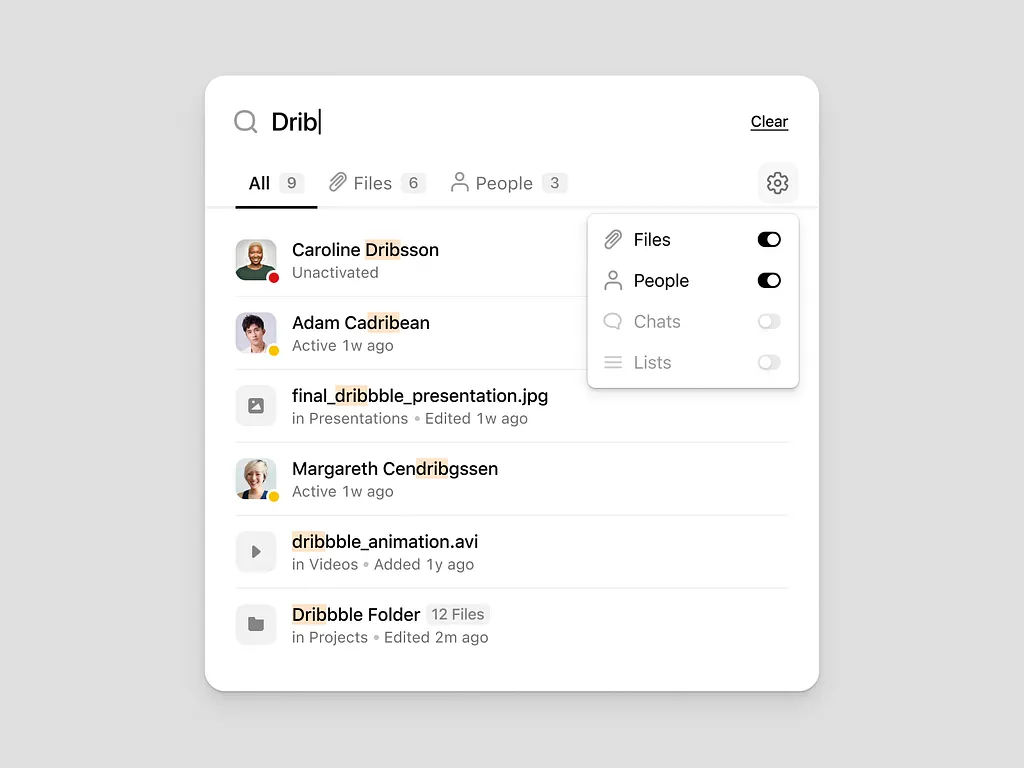 Drib
Clear
All 9 Files 6 People 3
Files
People
Chats
Lists
Caroline Dribsson
Unactivated
Adam Cadribean
Active 1w ago
final_dribbble_presentation.jpg
in Presentations • Edited 1w ago
Margareth Cendribgssen
Active 1w ago
dribbble_animation.avi
in Videos • Added 1y ago
Dribbble Folder 12 Files
in Projects • Edited 2m ago